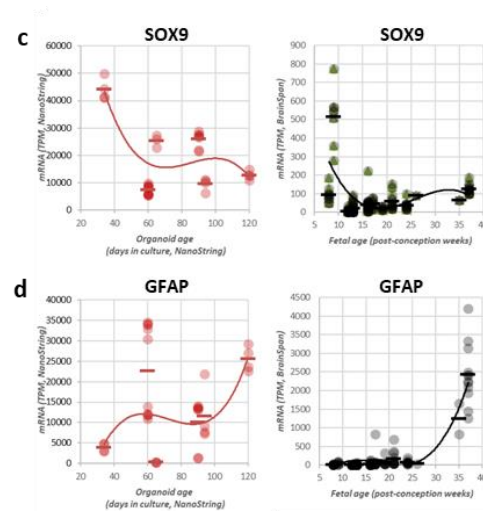 c
SOX9
SOX9
mRNA (TPM, NanoString)
60000
50000
40000
30000
20000
10000
0
20 40 60 80 100 120
Organoid age
(days in culture, NanoString)
mRNA (TPM, BrainSpan)
900
800
700
600
500
400
300
200
100
0
5 10 15 20 25 30 35 40
Fetal age (post-conception weeks)
d
GFAP
GFAP
mRNA (TPM, NanoString)
40000
35000
30000
25000
20000
15000
10000
5000
0
20 40 60 80 100 120
Organoid age
(days in culture, NanoString)
mRNA (TPM, BrainSpan)
4500
4000
3500
3000
2500
2000
1500
1000
500
0
5 10 15 20 25 30 35 40
Fetal age (post-conception weeks)